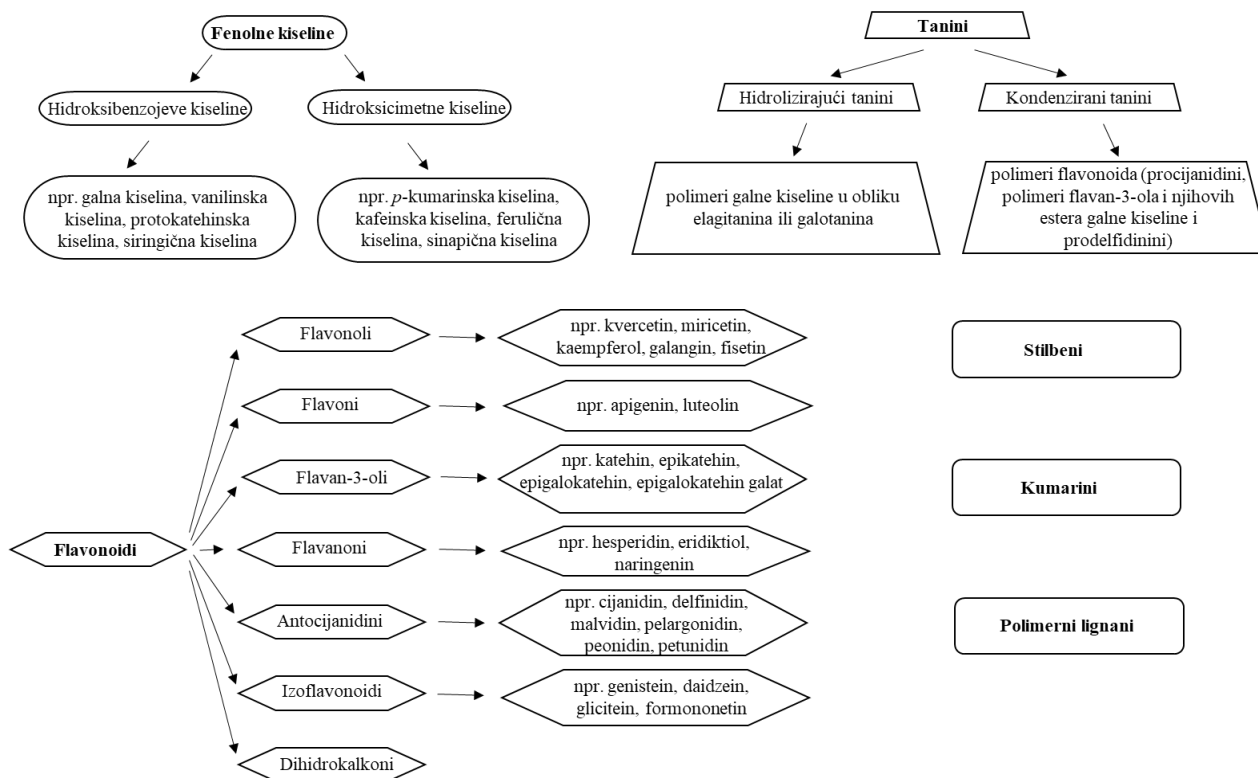 Fenolne kiseline
Hidroksibenzojeve kiseline
Hidroksicimetne kiseline
npr. galna kiselina, vanilinska
kiselina, protokatehinska
kiselina, siringična kiselina
npr. p-kumarinska kiselina,
kafeinska kiselina, ferulična
kiselina, sinapična kiselina
Tanini
Hidrolizirajući tanini
Kondenzirani tanini
polimeri galne kiseline u obliku
elagitanina ili galotanina
polimeri flavonoida (procijanidini,
polimeri flavan-3-ola i njihovih
estera galne kiseline i
prodelfidinini)
Flavonoidi
Flavonoli
npr. kvercetin, miricetin,
kaempferol, galangin, fisetin
Flavoni
npr. apigenin, luteolin
Flavan-3-oli
npr. katehin, epikatehin,
epigalokatehin, epigalokatehin galat
Flavanoni
npr. hesperidin, eridiktiol,
naringenin
Antocijanidini
npr. cijanidin, delfinidin,
malvidin, pelargonidin,
peonidin, petunidin
Izoflavonoidi
npr. genistein, daidzein,
glicitein, formononetin
Dihidrokalkoni
Stilbeni
Kumarini
Polimerni lignani